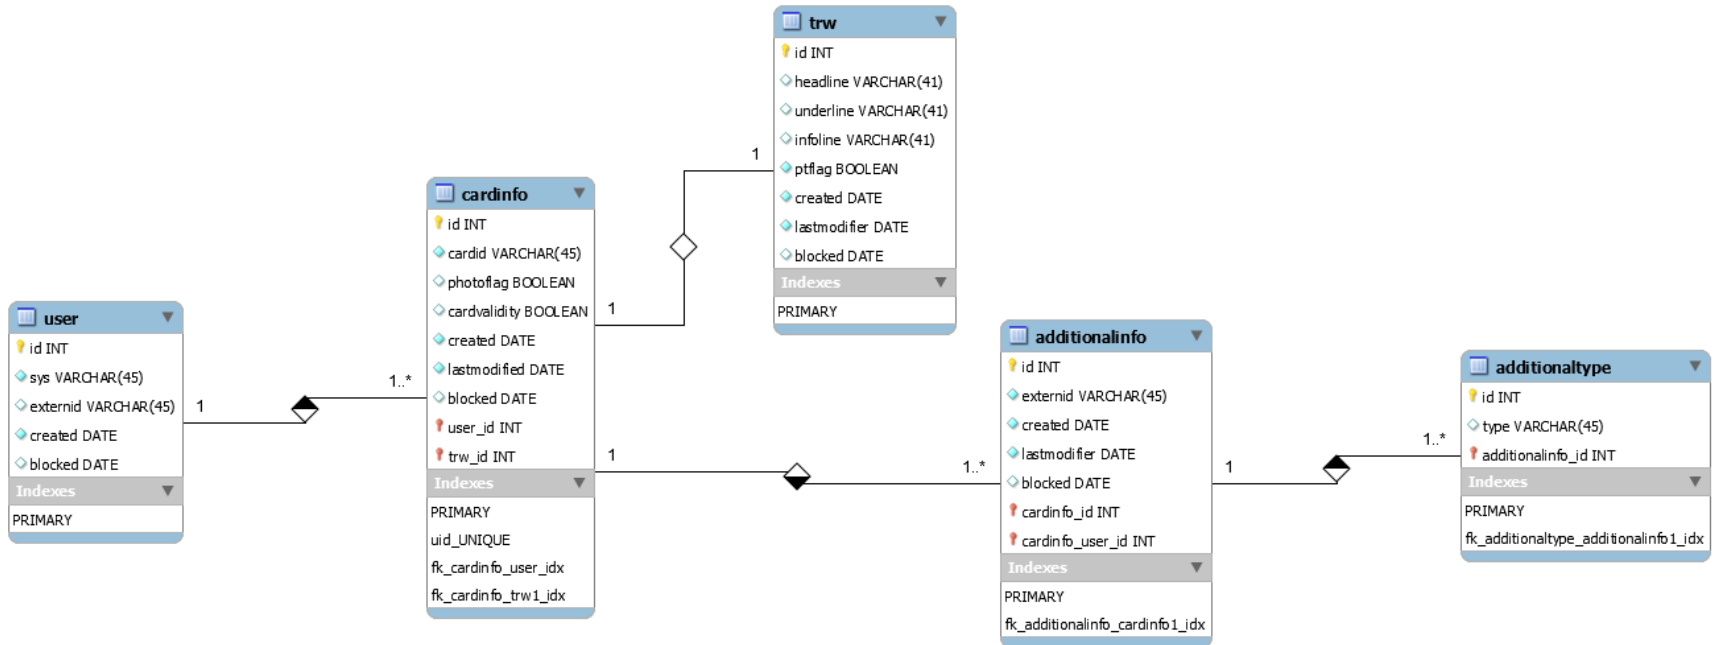 trw
id INT
headline VARCHAR(41)
underline VARCHAR(41)
infoline VARCHAR(41)
ptflag BOOLEAN
created DATE
lastmodifier DATE
blocked DATE
Indexes
PRIMARY
1
cardinfo
id INT
cardid VARCHAR(45)
photoflag BOOLEAN
cardvalidity BOOLEAN
created DATE
lastmodified DATE
blocked DATE
user_id INT
trw_id INT
Indexes
PRIMARY
uid_UNIQUE
fk_cardinfo_user_idx
fk_cardinfo_trw1_idx
1
user
id INT
sys VARCHAR(45)
externid VARCHAR(45)
created DATE
blocked DATE
Indexes
PRIMARY
1
1..*
1
1..*
additionalinfo
id INT
externid VARCHAR(45)
created DATE
lastmodifier DATE
blocked DATE
cardinfo_id INT
cardinfo_user_id INT
Indexes
PRIMARY
fk_additionalinfo_cardinfo1_idx
1
1..*
additionaltype
id INT
type VARCHAR(45)
additionalinfo_id INT
Indexes
PRIMARY
fk_additionaltype_additionalinfo1_idx